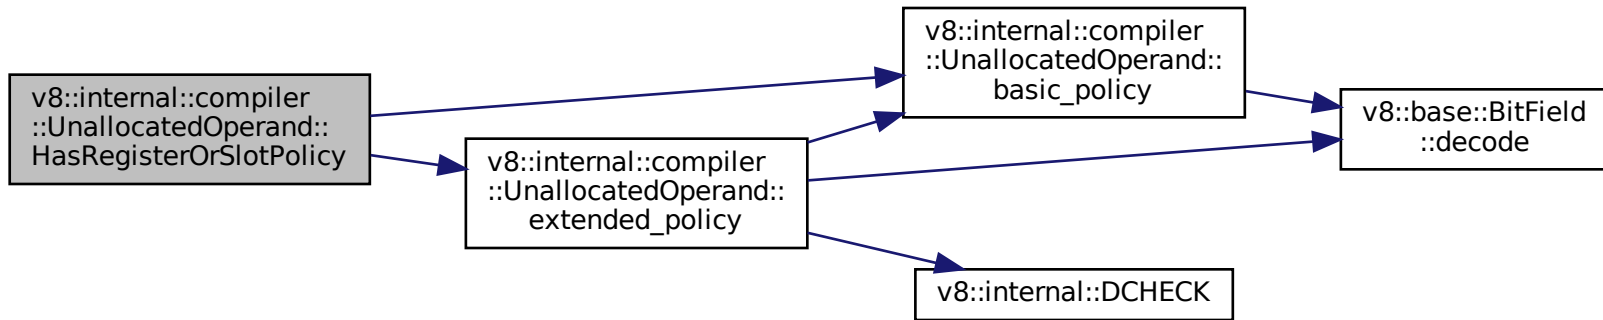 v8::internal::compiler
::UnallocatedOperand::
HasRegisterOrSlotPolicy
v8::internal::compiler
::UnallocatedOperand::
basic_policy
v8::internal::compiler
::UnallocatedOperand::
extended_policy
v8::base::BitField
::decode
v8::internal::DCHECK